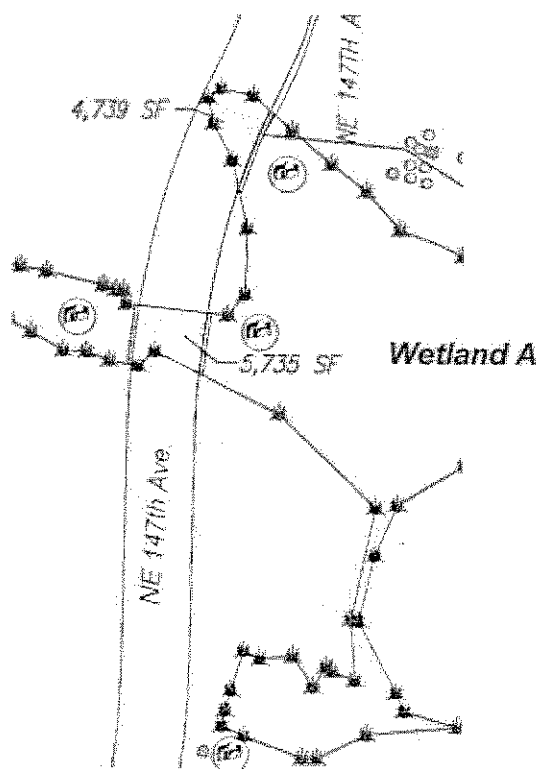 4,739 SF
NE 147TH A
5,735 SF
Wetland A
NE 147th Ave.